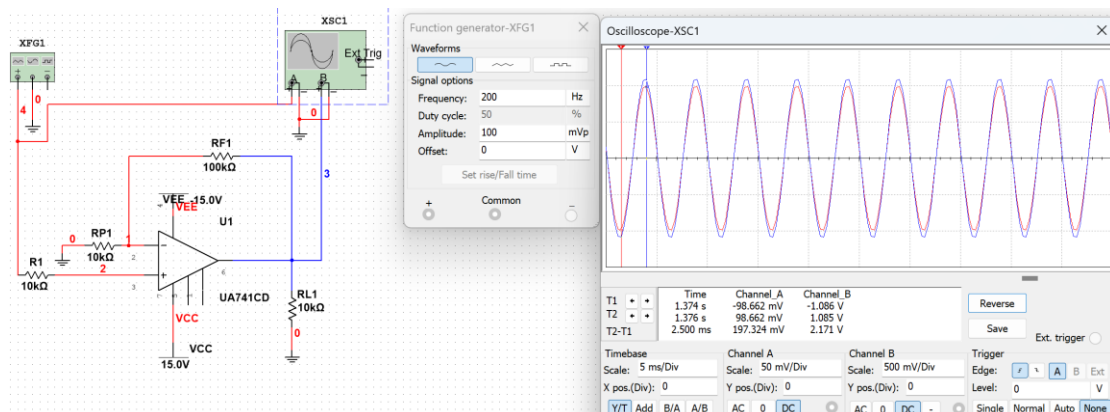 XFG1
XSC1
Ext Trig
A
B
4
0
0
RF1
100kΩ
3
VEE -15.0V
VEE
U1
0
RP1
10kΩ
1
2
R1
10kΩ
2
3
6
UA741CD
RL1
10kΩ
0
VCC
VCC
15.0V
Function generator-XFG1
Waveforms
Signal options
Frequency: 200 Hz
Duty cycle: 50 %
Amplitude: 100 mVp
Offset: 0 V
Set rise/Fall time
+ Common −
Oscilloscope-XSC1
Time Channel_A Channel_B
T1 1.374 s -98.662 mV -1.086 V
T2 1.376 s 98.662 mV 1.085 V
T2-T1 2.500 ms 197.324 mV 2.171 V
Reverse
Save
Ext. trigger
Timebase
Scale: 5 ms/Div
X pos.(Div): 0
Y/T Add B/A A/B
Channel A
Scale: 50 mV/Div
Y pos.(Div): 0
AC 0 DC
Channel B
Scale: 500 mV/Div
Y pos.(Div): 0
AC 0 DC -
Trigger
Edge: A B Ext
Level: 0 V
Single Normal Auto None